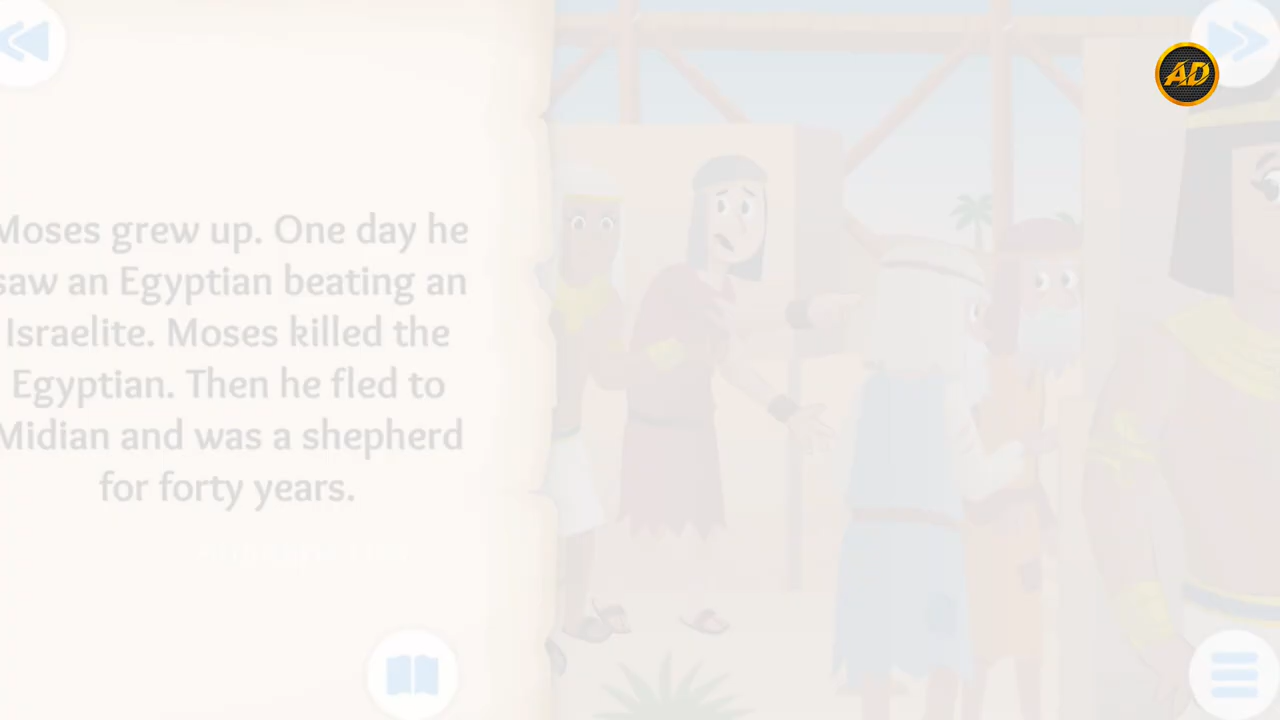 AD
Moses grew up. One day he
saw an Egyptian beating an
Israelite. Moses killed the
Egyptian. Then he fled to
Midian and was a shepherd
for forty years.